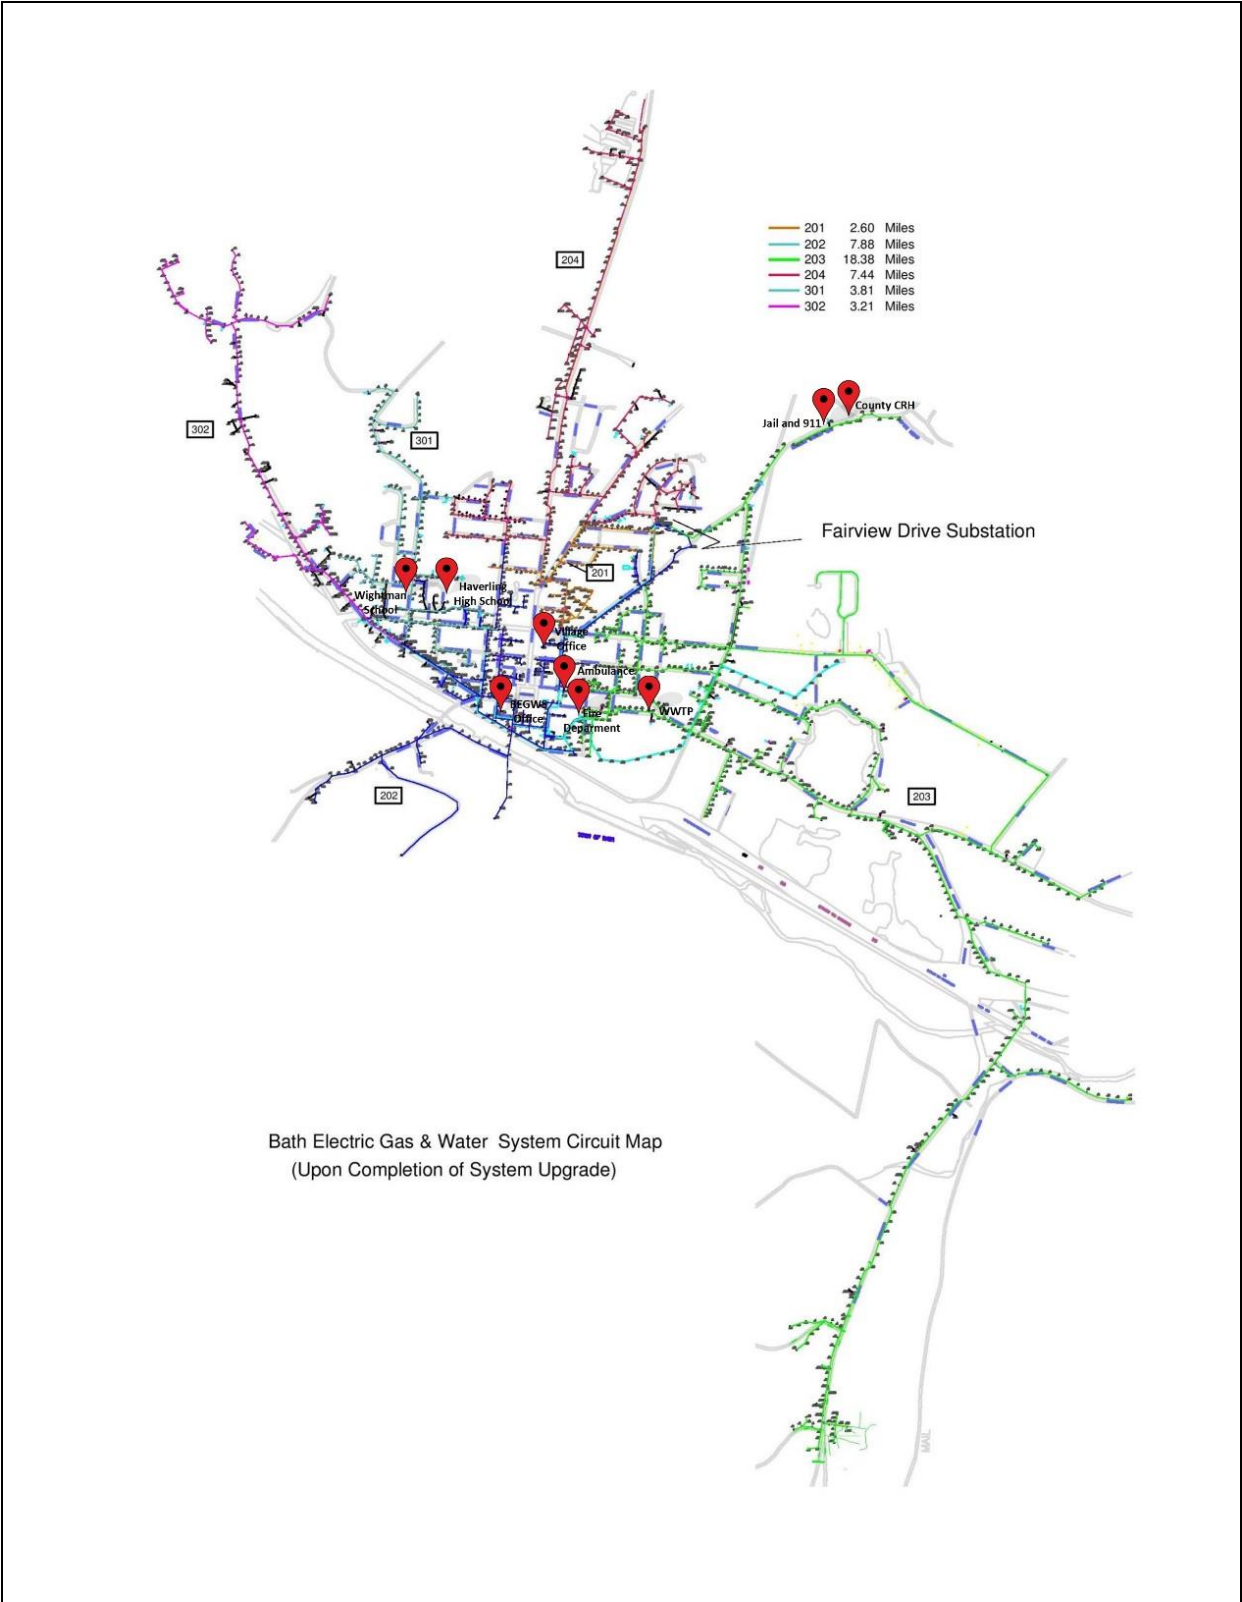 204
201 2.60 Miles
202 7.88 Miles
203 18.38 Miles
204 7.44 Miles
301 3.81 Miles
302 3.21 Miles
County CRH
Jail and 911
302
301
Fairview Drive Substation
201
Wightman
School
Haverling
High School
Village
Office
Ambulance
BEGWS
Office
Fire
Deparment
WWTP
202
203
Bath Electric Gas & Water System Circuit Map
(Upon Completion of System Upgrade)